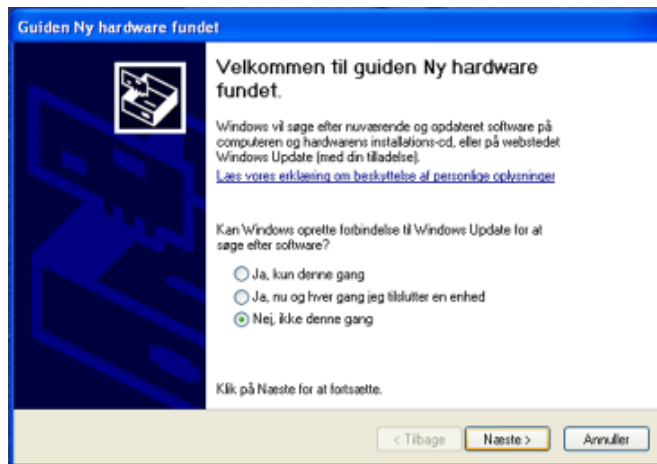 Guiden Ny hardware fundet
Velkommen til guiden Ny hardware
fundet.
Windows vil søge efter nuværende og opdateret software på
computeren og hardwarens installations-cd, eller på webstedet
Windows Update (med din tilladelse).
Læs vores erklæring om beskyttelse af personlige oplysninger
Kan Windows oprette forbindelse til Windows Update for at
søge efter software?
Ja, kun denne gang
Ja, nu og hver gang jeg tilslutter en enhed
Nej, ikke denne gang
Klik på Næste for at fortsætte.
< Tilbage
Næste >
Annuller